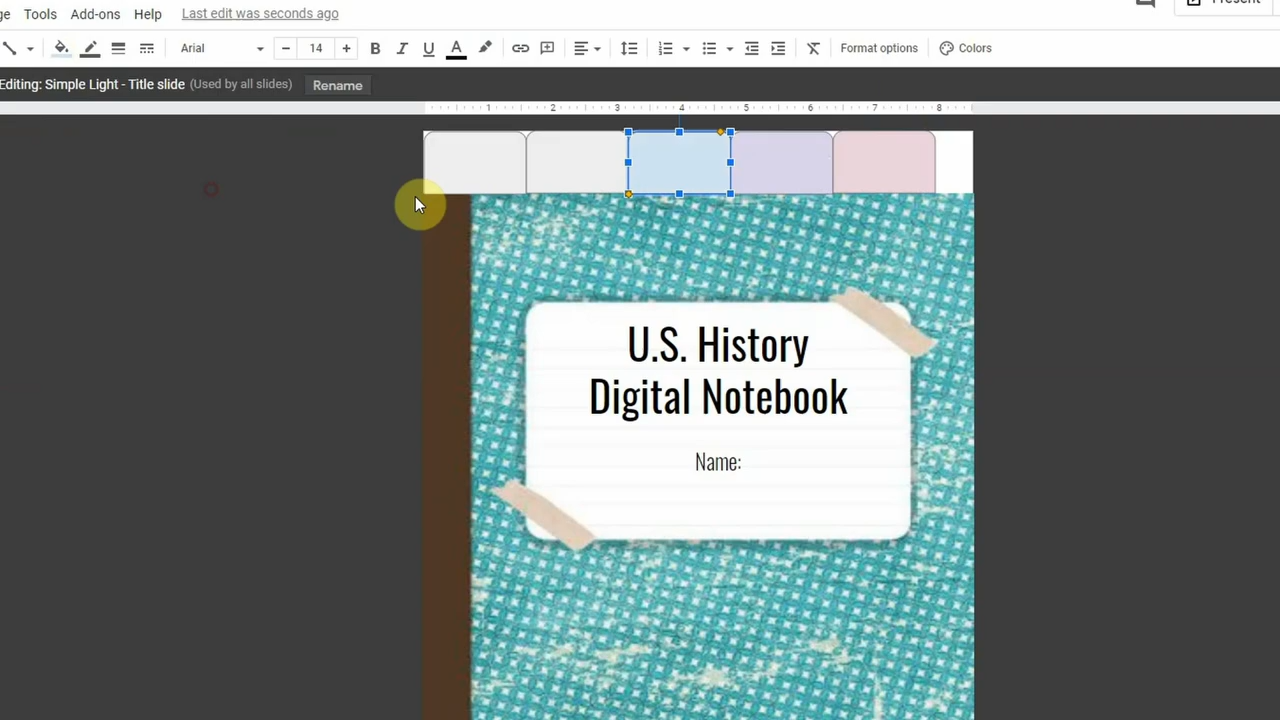 Tools Add-ons Help Last edit was seconds ago
Arial 14 Format options Colors
Editing: Simple Light - Title slide (Used by all slides) Rename
1 2 3 4 5 6 7 8
U.S. History
Digital Notebook
Name: